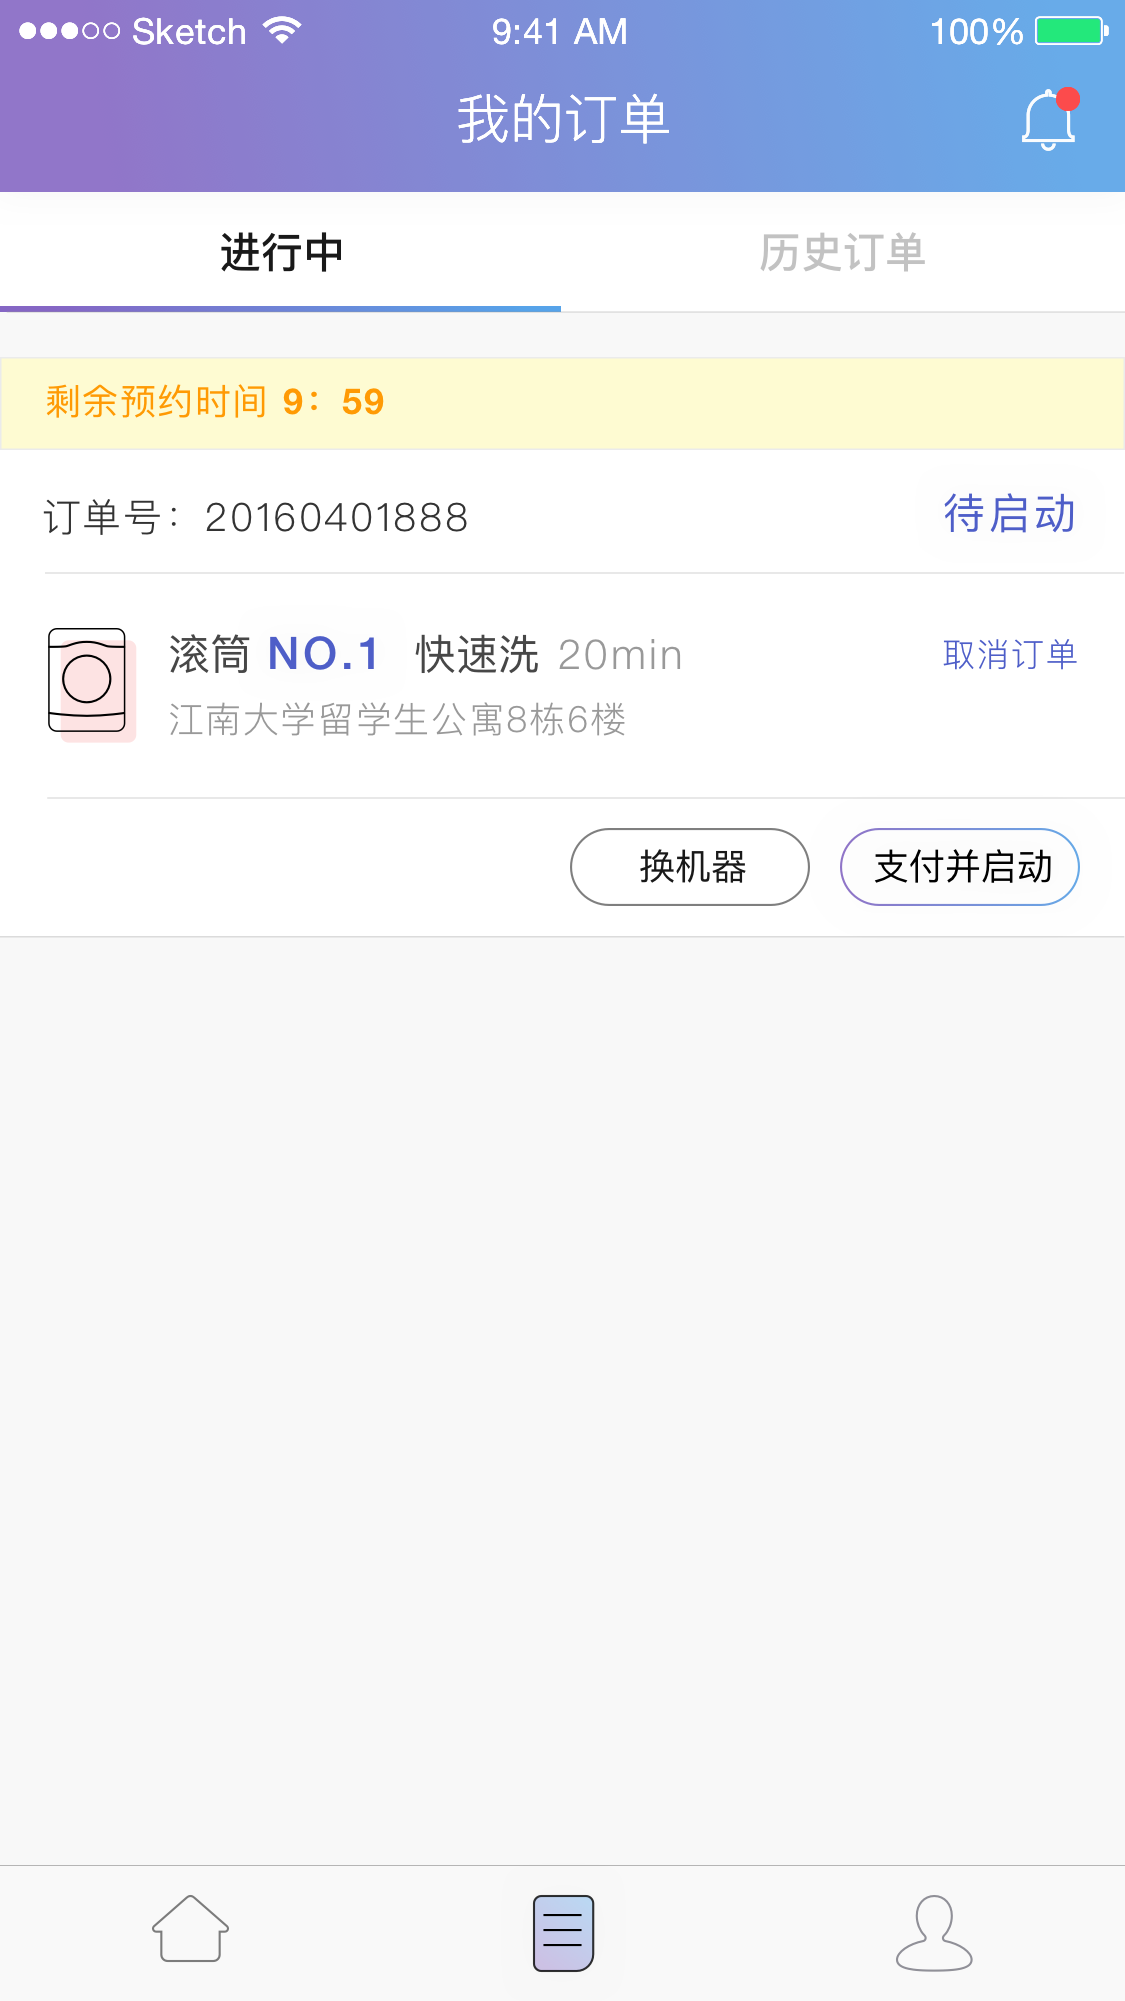 Sketch 9:41 AM 100%
我的订单
进行中 历史订单
剩余预约时间 9：59
订单号：20160401888 待启动
滚筒 NO.1 快速洗 20min 取消订单
江南大学留学生公寓8栋6楼
换机器 支付并启动